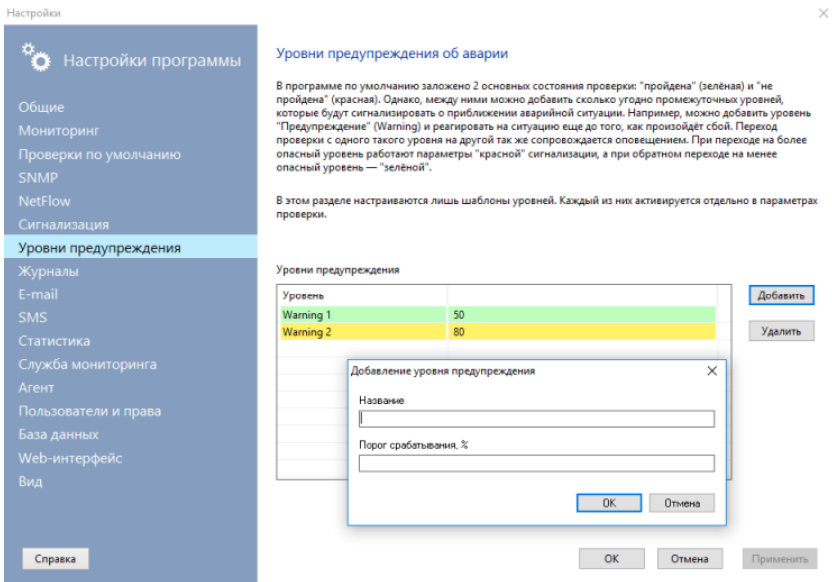 Настройки
Настройки программы
Общие
Мониторинг
Проверки по умолчанию
SNMP
NetFlow
Сигнализация
Уровни предупреждения
Журналы
E-mail
SMS
Статистика
Служба мониторинга
Агент
Пользователи и права
База данных
Web-интерфейс
Вид
Справка
Уровни предупреждения об аварии
В программе по умолчанию заложено 2 основных состояния проверки: "пройдена" (зелёная) и "не
пройдена" (красная). Однако, между ними можно добавить сколько угодно промежуточных уровней,
которые будут сигнализировать о приближении аварийной ситуации. Например, можно добавить уровень
"Предупреждение" (Warning) и реагировать на ситуацию еще до того, как произойдёт сбой. Переход
проверки с одного такого уровня на другой так же сопровождается оповещением. При переходе на более
опасный уровень работают параметры "красной" сигнализации, а при обратном переходе на менее
опасный уровень — "зелёной".
В этом разделе настраиваются лишь шаблоны уровней. Каждый из них активируется отдельно в параметрах
проверки.
Уровни предупреждения
Уровень
Warning 1 50
Warning 2 80
Добавить
Удалить
Добавление уровня предупреждения
Название
Порог срабатывания, %
OK Отмена
OK Отмена Применить